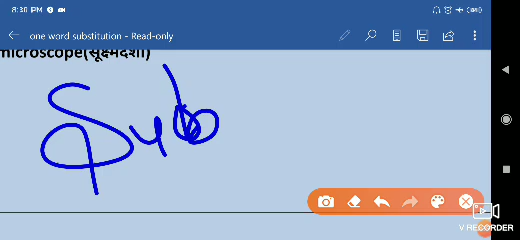 8:30 PM
one word substitution - Read-only
microscope(सूक्ष्मदर्शी)
Sub
V RECORDER